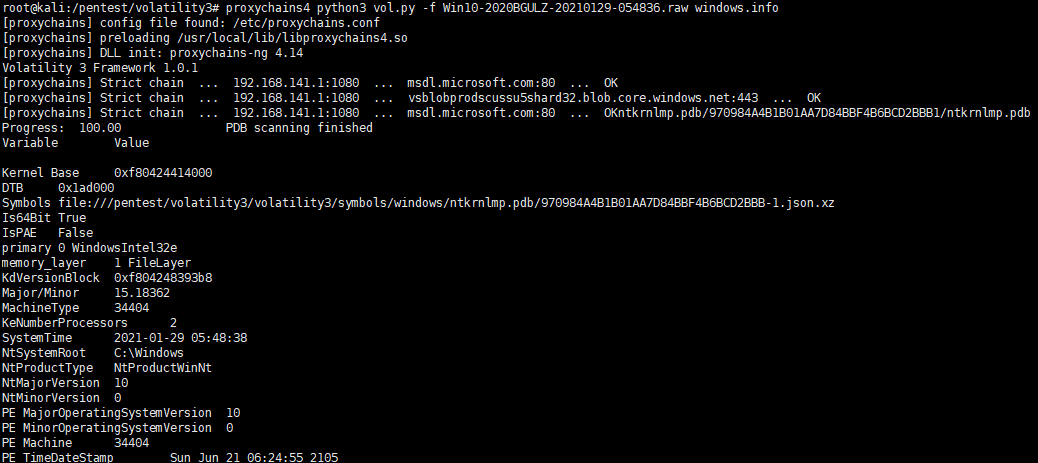 root@kali:/pentest/volatility3# proxychains4 python3 vol.py -f Win10-2020BGULZ-20210129-054836.raw windows.info
[proxychains] config file found: /etc/proxychains.conf
[proxychains] preloading /usr/local/lib/libproxychains4.so
[proxychains] DLL init: proxychains-ng 4.14
Volatility 3 Framework 1.0.1
[proxychains] Strict chain  ...  192.168.141.1:1080  ...  msdl.microsoft.com:80  ...  OK
[proxychains] Strict chain  ...  192.168.141.1:1080  ...  vsblobprodscussu5shard32.blob.core.windows.net:443  ...  OK
[proxychains] Strict chain  ...  192.168.141.1:1080  ...  msdl.microsoft.com:80  ...  OKntkrnlmp.pdb/970984A4B1B01AA7D84BBF4B6BCD2BBB1/ntkrnlmp.pdb
Progress:  100.00               PDB scanning finished
Variable        Value
Kernel Base     0xf80424414000
DTB     0x1ad000
Symbols file:///pentest/volatility3/volatility3/symbols/windows/ntkrnlmp.pdb/970984A4B1B01AA7D84BBF4B6BCD2BBB-1.json.xz
Is64Bit True
IsPAE   False
primary 0 WindowsIntel32e
memory_layer    1 FileLayer
KdVersionBlock  0xf804248393b8
Major/Minor     15.18362
MachineType     34404
KeNumberProcessors      2
SystemTime      2021-01-29 05:48:38
NtSystemRoot    C:\Windows
NtProductType   NtProductWinNt
NtMajorVersion  10
NtMinorVersion  0
PE MajorOperatingSystemVersion  10
PE MinorOperatingSystemVersion  0
PE Machine      34404
PE TimeDateStamp        Sun Jun 21 06:24:55 2105